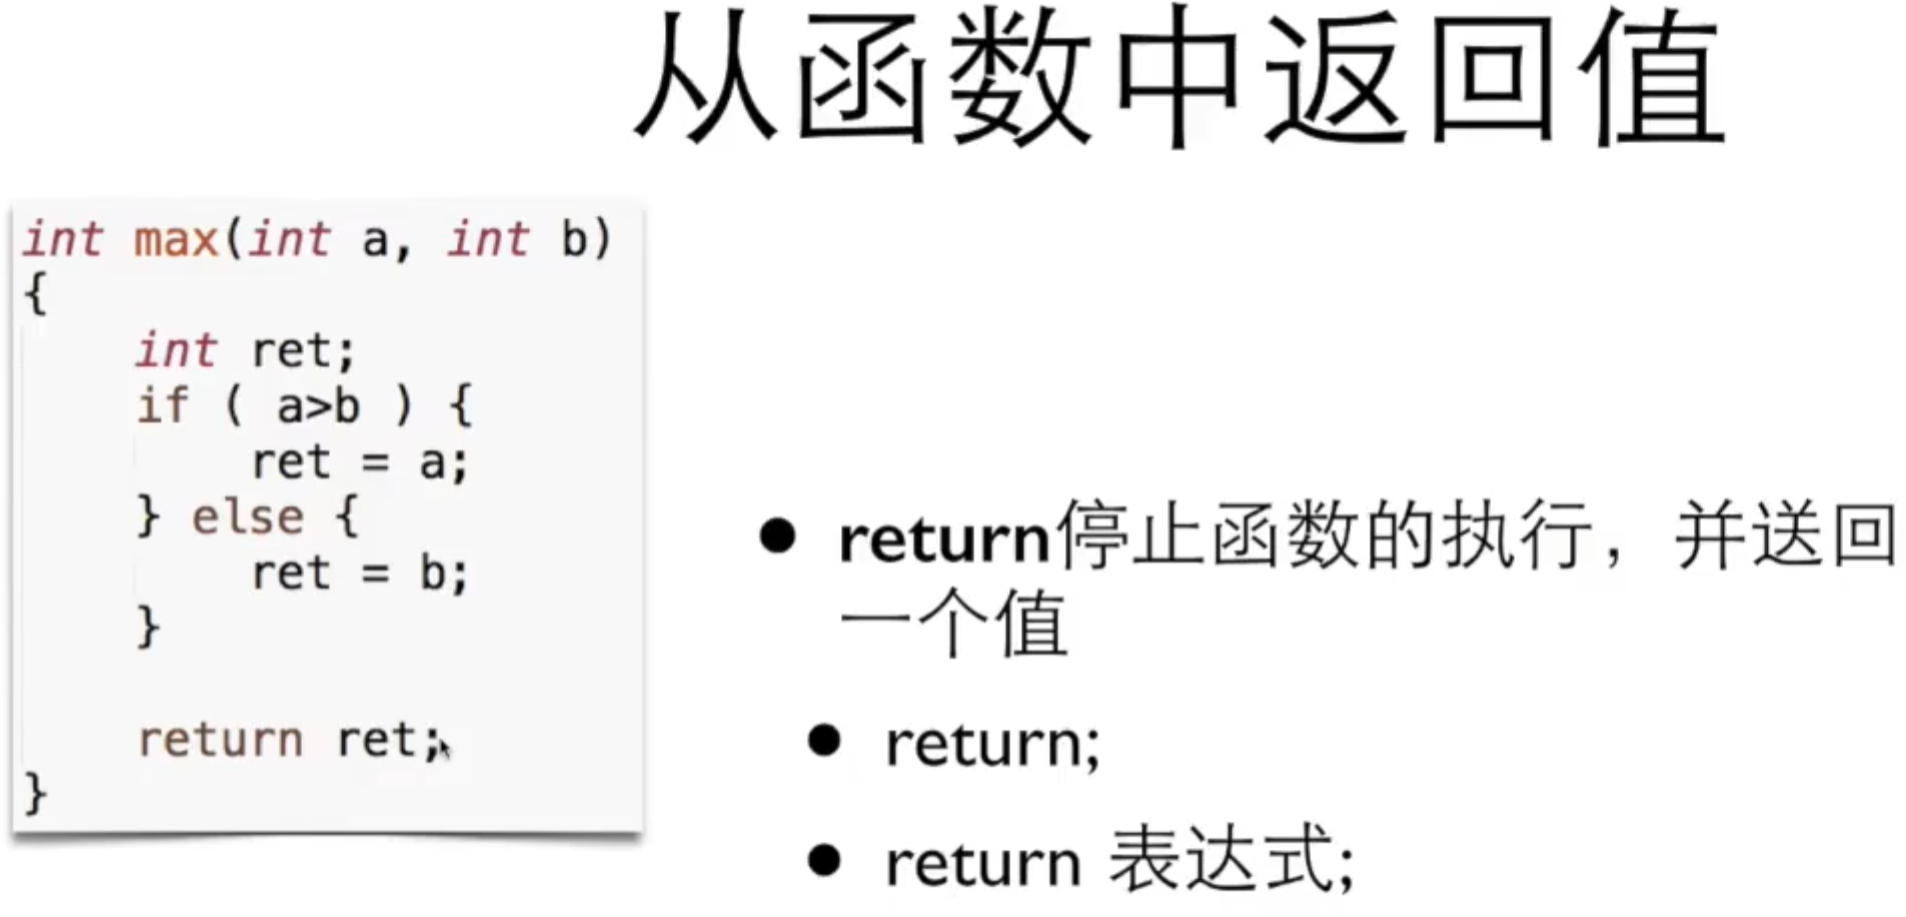 从函数中返回值
int max(int a, int b)
{
    int ret;
    if ( a>b ) {
        ret = a;
    } else {
        ret = b;
    }

    return ret;
}
return停止函数的执行，并送回
一个值
return;
return 表达式;